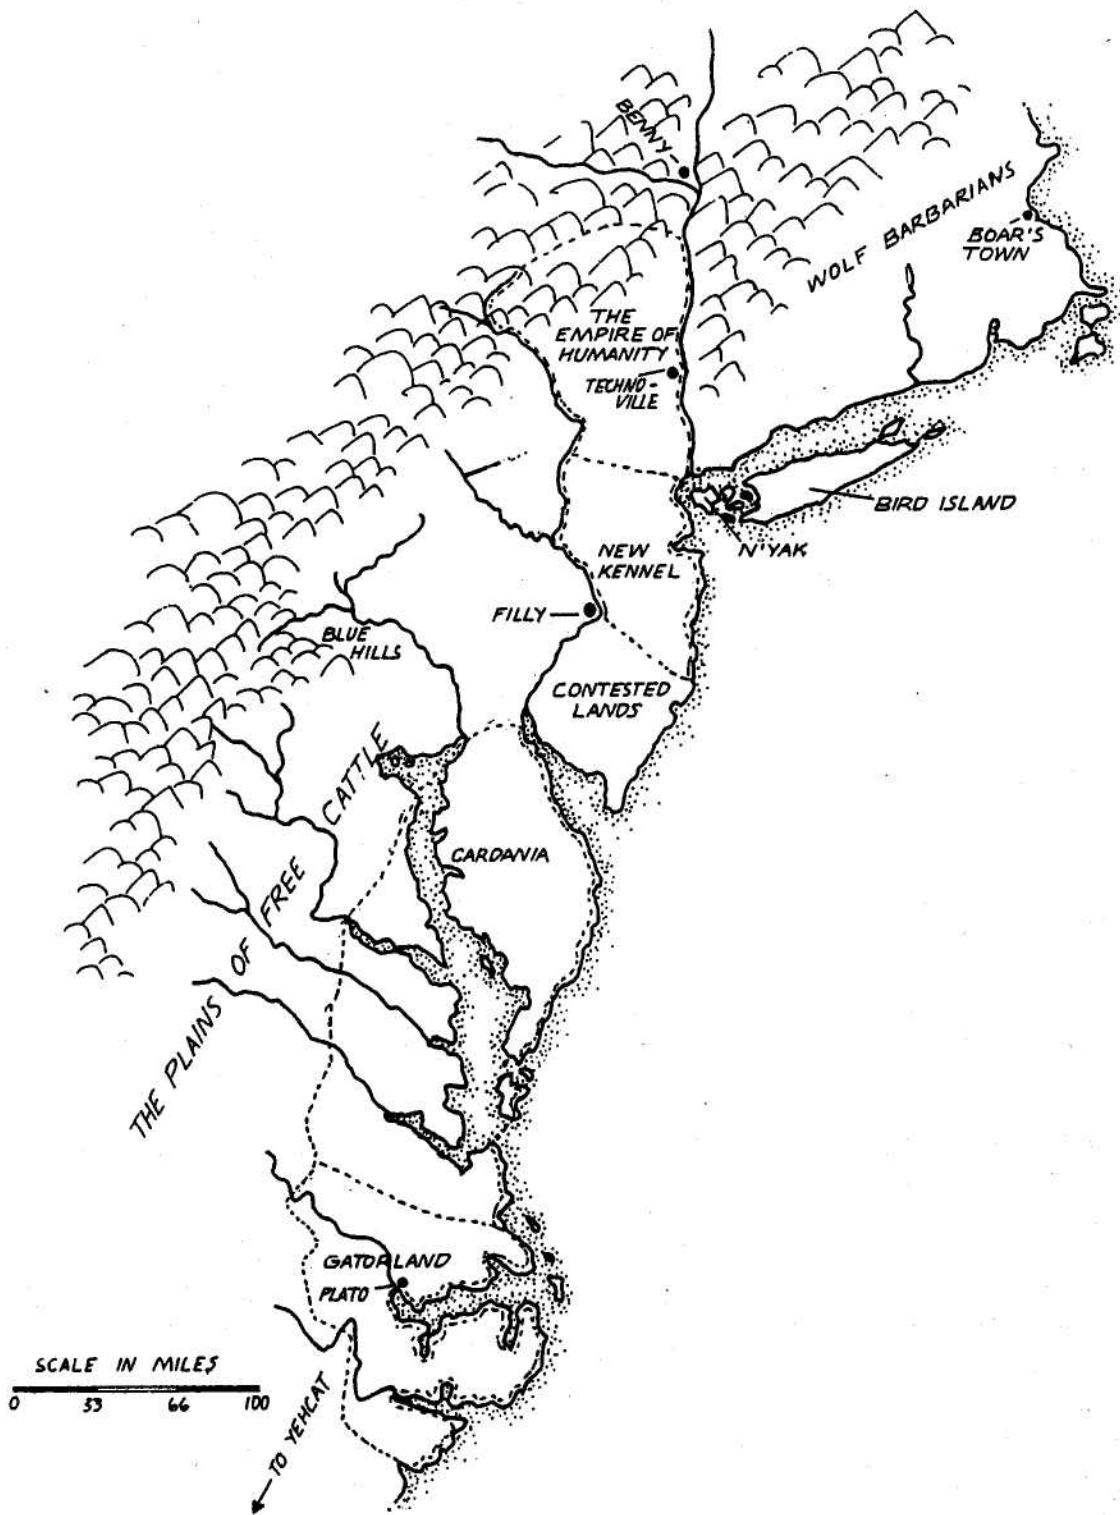 BENNY
WOLF BARBARIANS
BOAR'S
TOWN
THE
EMPIRE OF
HUMANITY
TECHNO-
VILLE
BIRD ISLAND
N'YAK
NEW
KENNEL
FILLY
BLUE
HILLS
CONTESTED
LANDS
CARDANIA
THE PLAINS OF FREE CATTLE
GATORLAND
PLATO
SCALE IN MILES
0 33 66 100
TO YEHCAT